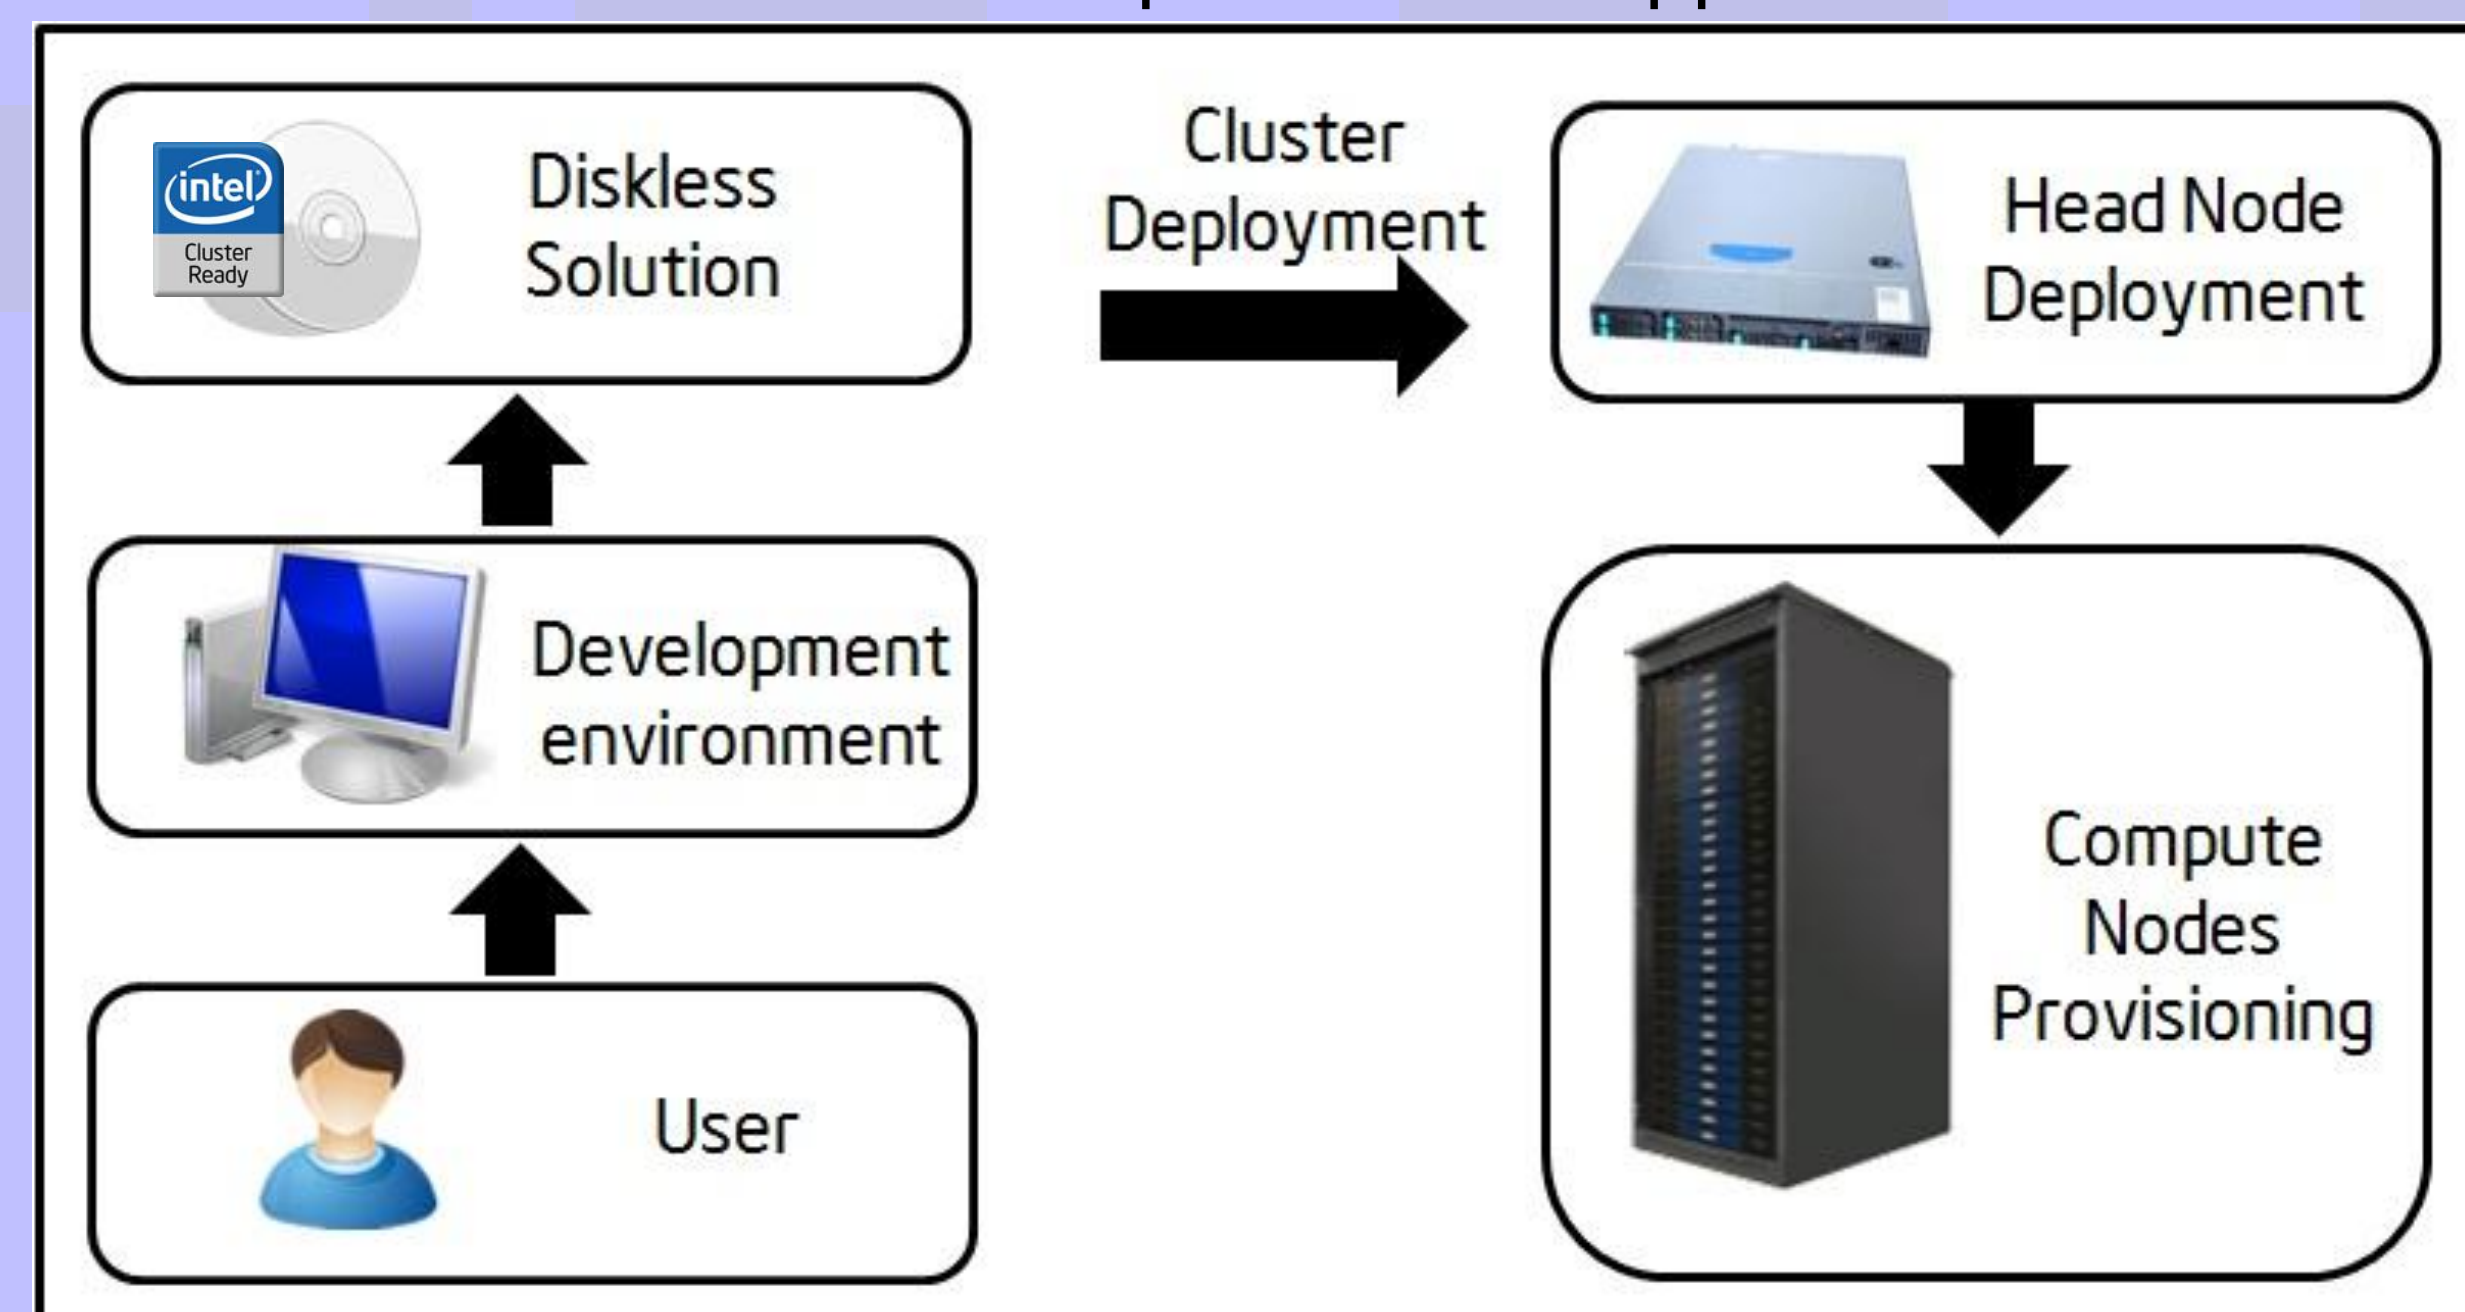 intel
Cluster
Ready
Diskless
Solution
Cluster
Deployment
Head Node
Deployment
Development
environment
User
Compute
Nodes
Provisioning